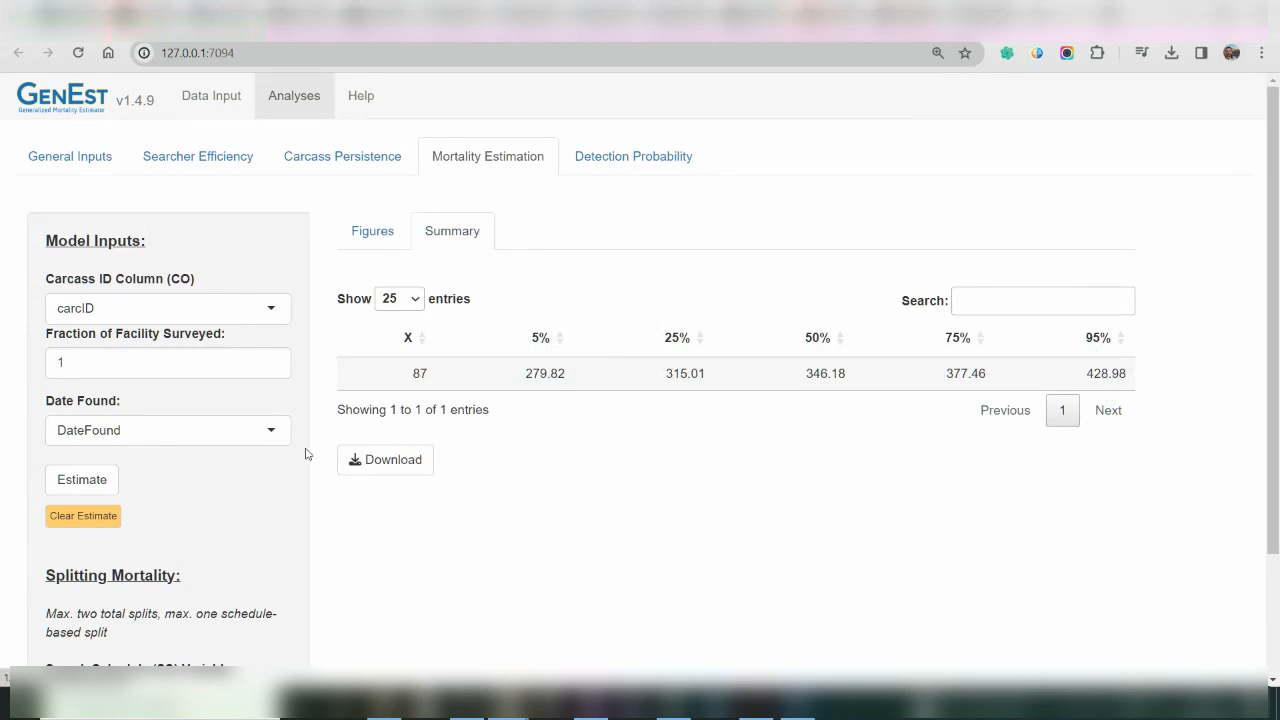 127.0.0.1:7094
GENEST
Generalized Mortality Estimator
v1.4.9
Data Input
Analyses
Help
General Inputs
Searcher Efficiency
Carcass Persistence
Mortality Estimation
Detection Probability
Model Inputs:
Carcass ID Column (CO)
carcID
Fraction of Facility Surveyed:
1
Date Found:
DateFound
Estimate
Clear Estimate
Splitting Mortality:
Max. two total splits, max. one schedule-
based split
Figures
Summary
Show 25 entries
Search:
X 5% 25% 50% 75% 95%
87 279.82 315.01 346.18 377.46 428.98
Showing 1 to 1 of 1 entries
Previous 1 Next
Download